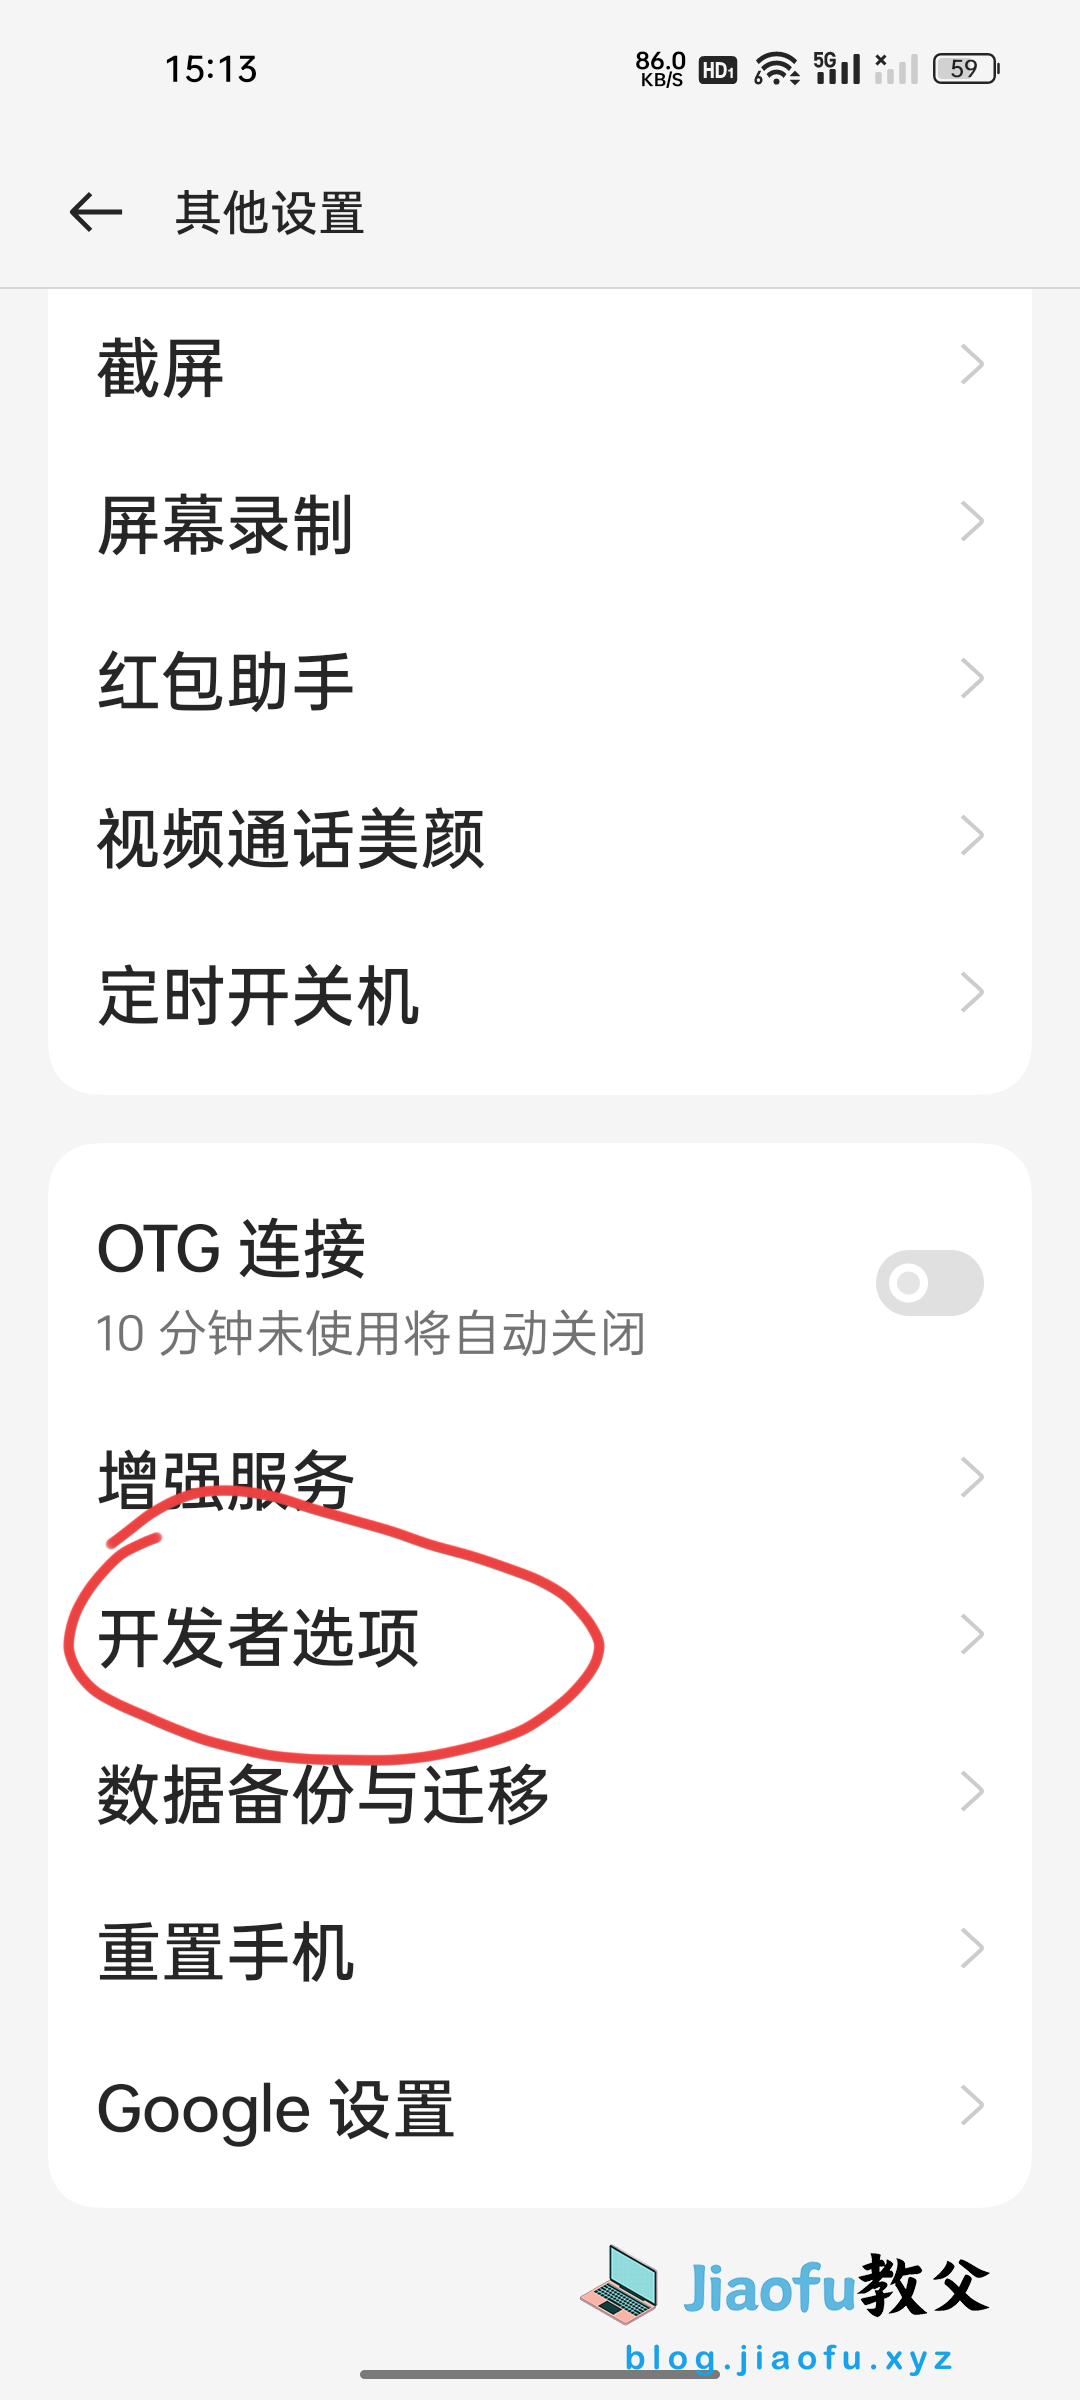 15:13
86.0
KB/S
HD1
6
5G
59
其他设置
截屏
屏幕录制
红包助手
视频通话美颜
定时开关机
OTG 连接
10 分钟未使用将自动关闭
增强服务
开发者选项
数据备份与迁移
重置手机
Google 设置
Jiaofu教父
blog.jiaofu.xyz